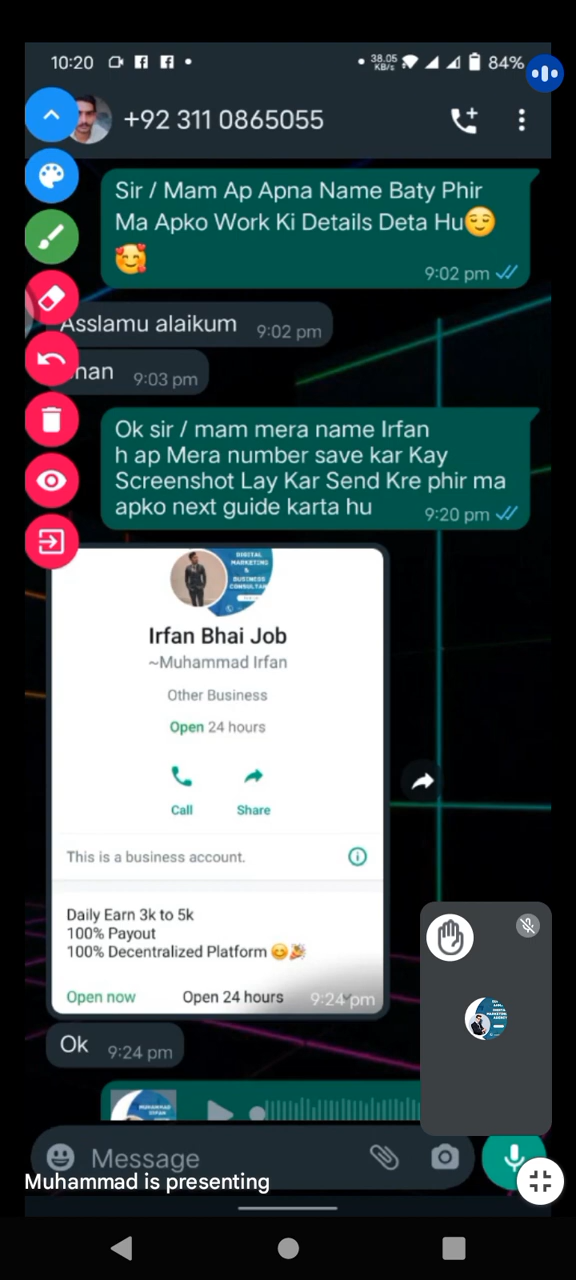 10:20
38.05
KB/s
84%
+92 311 0865055
Sir / Mam Ap Apna Name Baty Phir
Ma Apko Work Ki Details Deta Hu😌
🥰
9:02 pm
Asslamu alaikum 9:02 pm
9:03 pm
Ok sir / mam mera name Irfan
h ap Mera number save kar Kay
Screenshot Lay Kar Send Kre phir ma
apko next guide karta hu 9:20 pm
DIGITAL
MARKETING
&
BUSINESS
Irfan Bhai Job
~Muhammad Irfan
Other Business
Open 24 hours
Call Share
This is a business account.
Daily Earn 3k to 5k
100% Payout
100% Decentralized Platform 😊🎉
Open now Open 24 hours 9:24 pm
Ok 9:24 pm
MUHAMMAD
Message
Muhammad is presenting